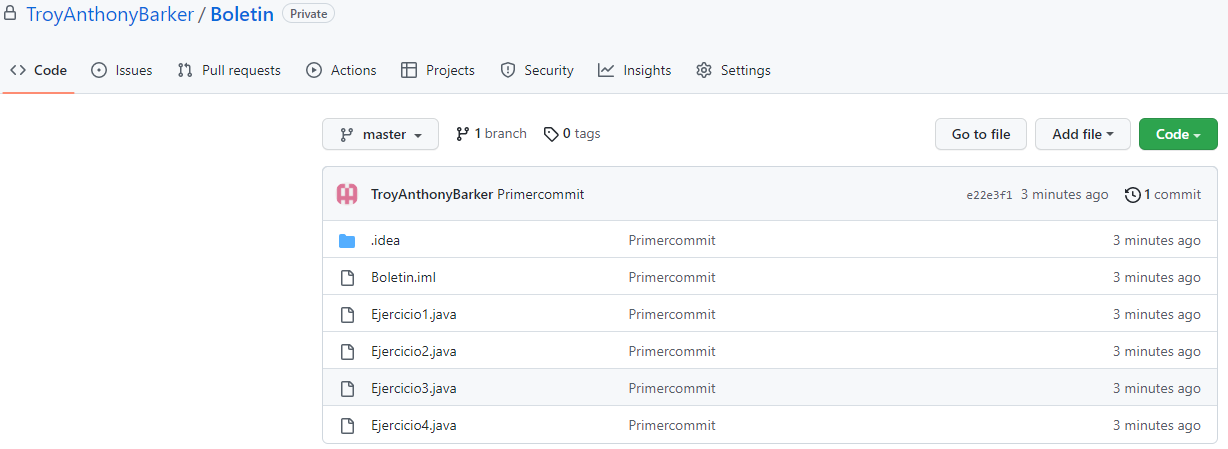 TroyAnthonyBarker / Boletin Private
Code Issues Pull requests Actions Projects Security Insights Settings
master 1 branch 0 tags Go to file Add file Code
TroyAnthonyBarker Primercommit e22e3f1 3 minutes ago 1 commit
.idea Primercommit 3 minutes ago
Boletin.iml Primercommit 3 minutes ago
Ejercicio1.java Primercommit 3 minutes ago
Ejercicio2.java Primercommit 3 minutes ago
Ejercicio3.java Primercommit 3 minutes ago
Ejercicio4.java Primercommit 3 minutes ago